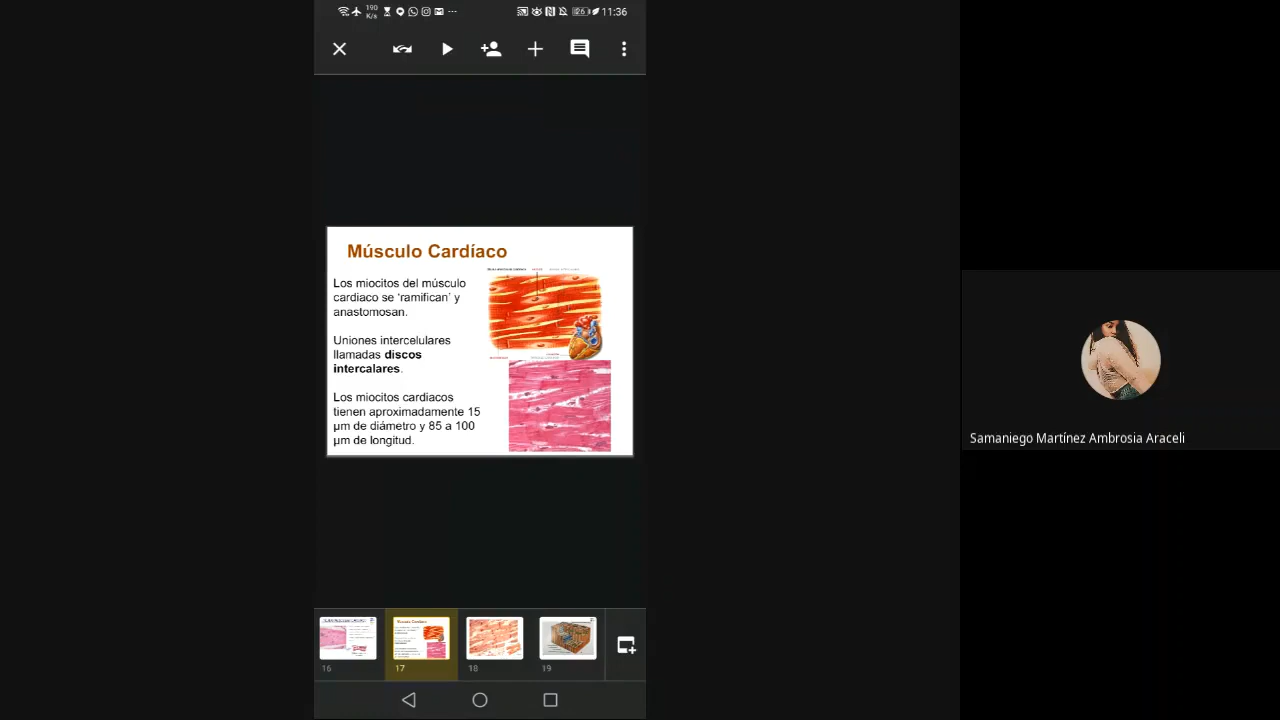 190
K/s
26
11:36
Músculo Cardíaco
Los miocitos del músculo
cardiaco se ‘ramifican’ y
anastomosan.
Uniones intercelulares
llamadas discos
intercalares.
Los miocitos cardiacos
tienen aproximadamente 15
µm de diámetro y 85 a 100
µm de longitud.
Samaniego Martínez Ambrosia Araceli
16
17
18
19